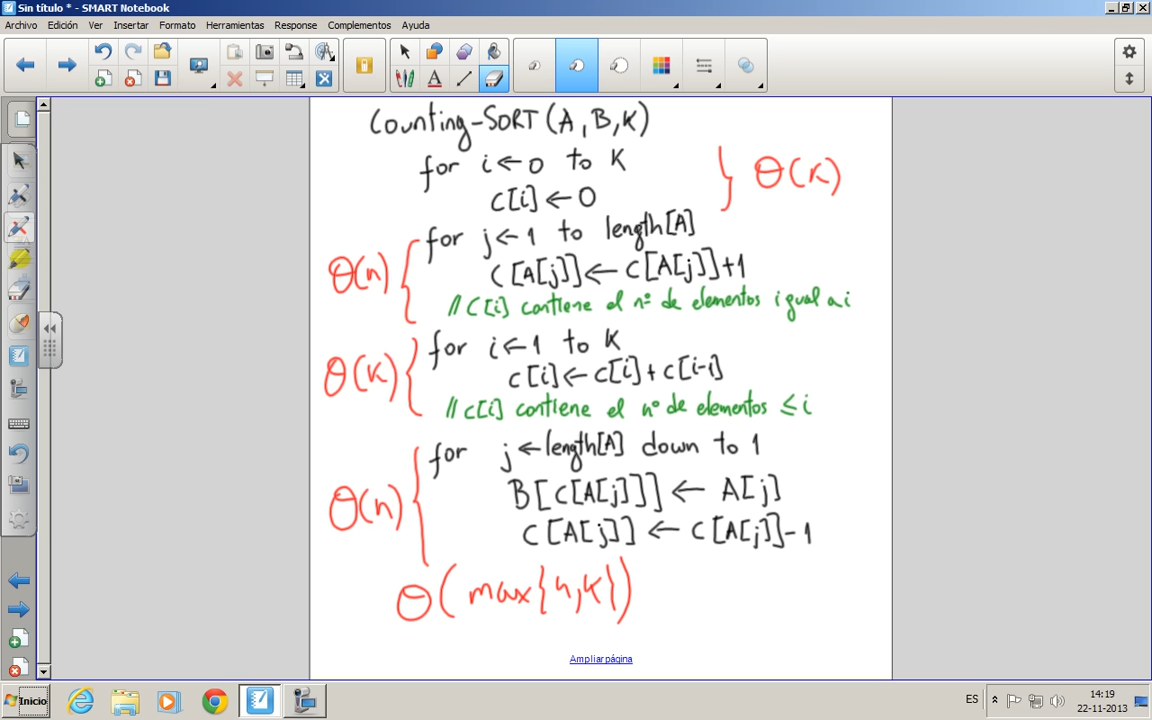 Sin título * - SMART Notebook
Archivo Edición Ver Insertar Formato Herramientas Response Complementos Ayuda
Counting-SORT (A, B, K)
for i ← 0 to K
c[i] ← 0
} Θ(K)
for j ← 1 to length[A]
C[A[j]] ← C[A[j]]+1
// C[i] contiene el nº de elementos igual a i
Θ(n) {
for i ← 1 to K
c[i] ← c[i] + c[i-1]
// C[i] contiene el nº de elementos ≤ i
Θ(K) {
for j ← length[A] down to 1
B[C[A[j]]] ← A[j]
C[A[j]] ← C[A[j]]-1
Θ(n) {
Θ(max{n,K})
Ampliar página
Inicio
ES
14:19
22-11-2013